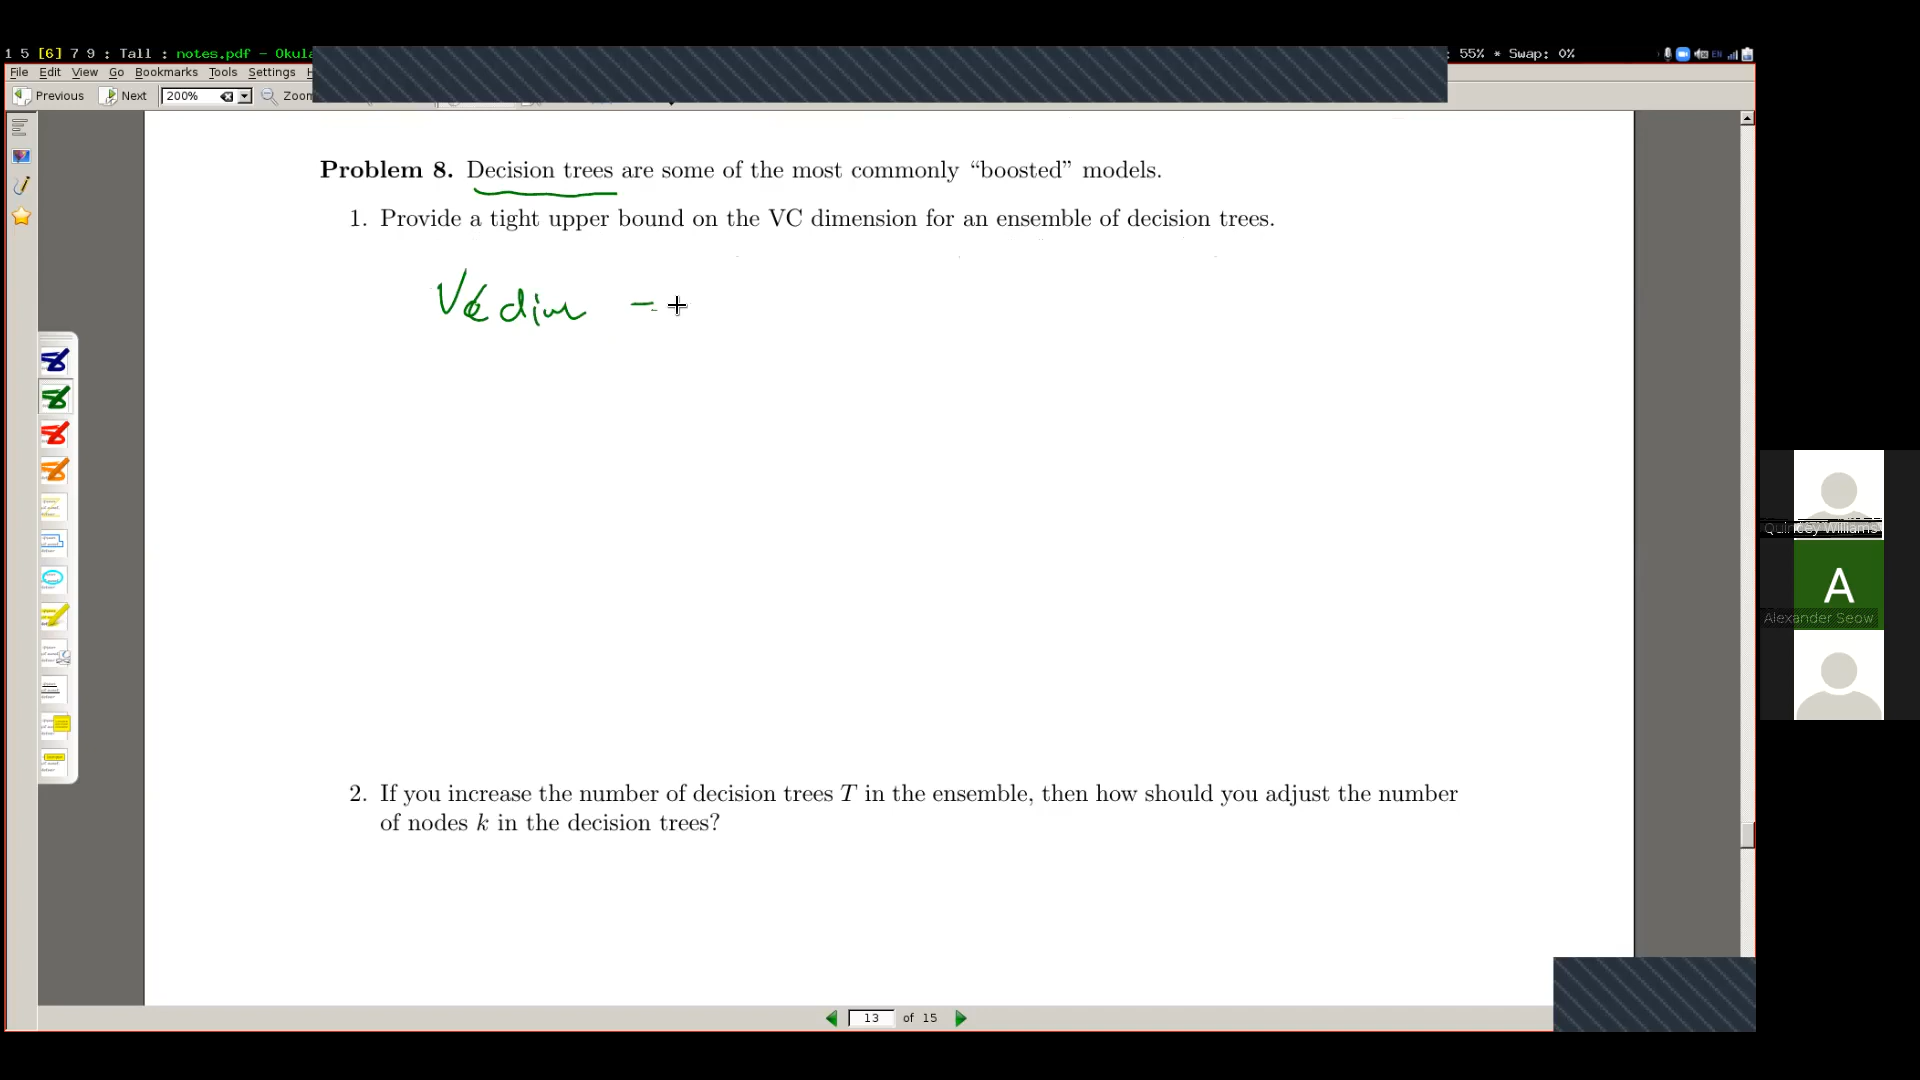 1 5 [6] 7 9 : Tall : notes.pdf - Okula
: 55% * Swap: 0%
EN
File Edit View Go Bookmarks Tools Settings H
Previous Next 200% Zoom
Problem 8. Decision trees are some of the most commonly “boosted” models.
1. Provide a tight upper bound on the VC dimension for an ensemble of decision trees.
VC dim =
Quincey Williams
A
Alexander Seow
2. If you increase the number of decision trees T in the ensemble, then how should you adjust the number
of nodes k in the decision trees?
13 of 15